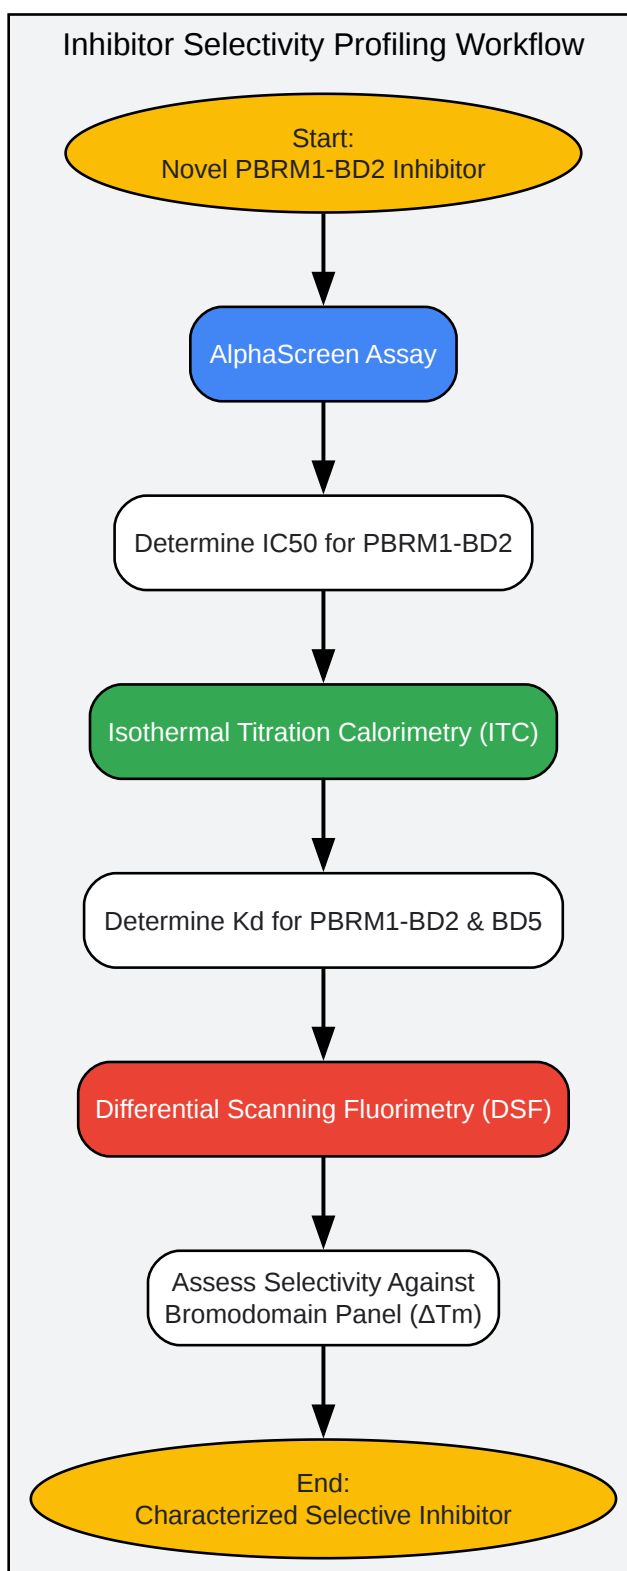 Inhibitor Selectivity Profiling Workflow
Start:
Novel PBRM1-BD2 Inhibitor
AlphaScreen Assay
Determine IC50 for PBRM1-BD2
Isothermal Titration Calorimetry (ITC)
Determine Kd for PBRM1-BD2 & BD5
Differential Scanning Fluorimetry (DSF)
Assess Selectivity Against
Bromodomain Panel (ΔTm)
End:
Characterized Selective Inhibitor